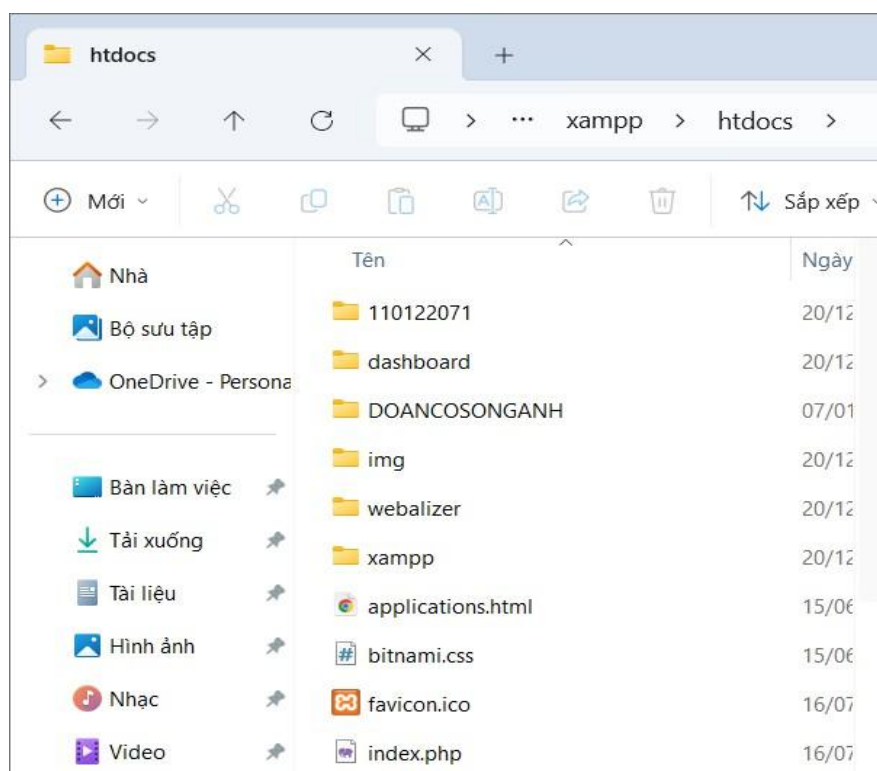 htdocs
xampp > htdocs >
Mới
Sắp xếp
Nhà
Bộ sưu tập
OneDrive - Persona
Bàn làm việc
Tải xuống
Tài liệu
Hình ảnh
Nhạc
Video
Tên Ngày
110122071 20/12
dashboard 20/12
DOANCOSONGANH 07/01
img 20/12
webalizer 20/12
xampp 20/12
applications.html 15/06
bitnami.css 15/06
favicon.ico 16/07
index.php 16/07